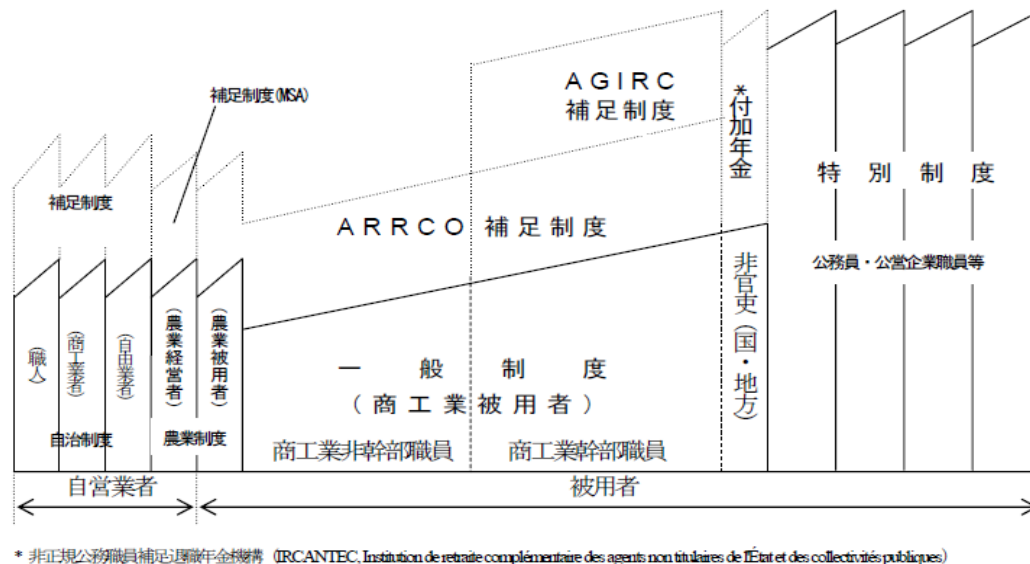 AGIRC
補足制度
補足制度(MSA)
*付加年金
補足制度
特別制度
ARRCO 補足制度
公務員・公営企業職員等
非官吏(国・地方)
(職人)
(商工業者)
(自由業者)
(農業経営者)
(農業被用者)
一般制度
(商工業被用者)
自治制度
農業制度
商工業非幹部職員
商工業幹部職員
自営業者
被用者
* 非正規公務職員補足退職年金機構 (IRCANTEC, Institution de retraite complémentaire des agents non titulaires de l'État et des collectivités publiques)